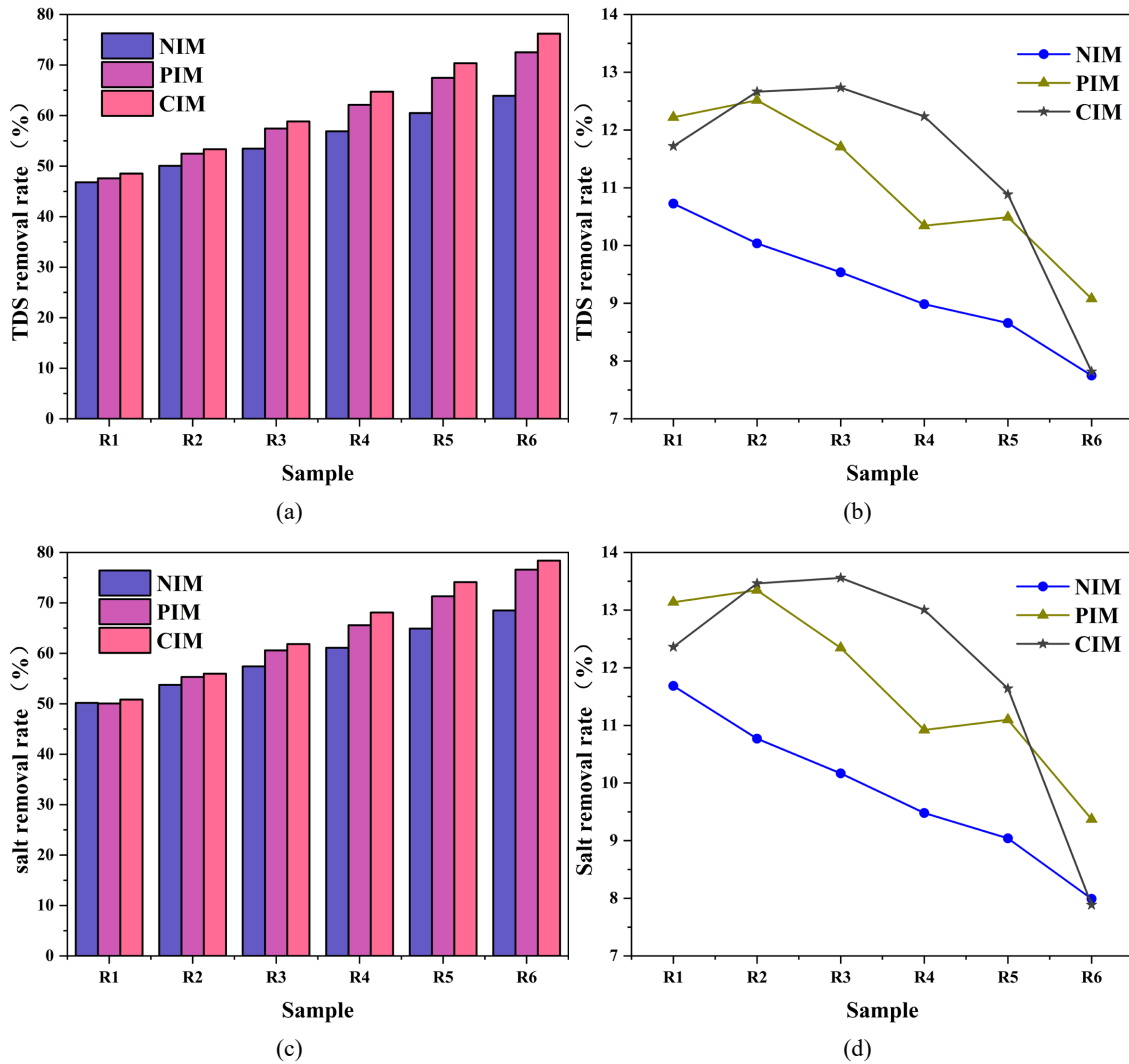 80
70
60
50
40
30
20
10
0
TDS removal rate（%）
NIM
PIM
CIM
R1 R2 R3 R4 R5 R6
Sample
(a)
14
13
12
11
10
9
8
7
TDS removal rate（%）
NIM
PIM
CIM
R1 R2 R3 R4 R5 R6
Sample
(b)
80
70
60
50
40
30
20
10
0
salt removal rate（%）
NIM
PIM
CIM
R1 R2 R3 R4 R5 R6
Sample
(c)
14
13
12
11
10
9
8
7
Salt removal rate（%）
NIM
PIM
CIM
R1 R2 R3 R4 R5 R6
Sample
(d)